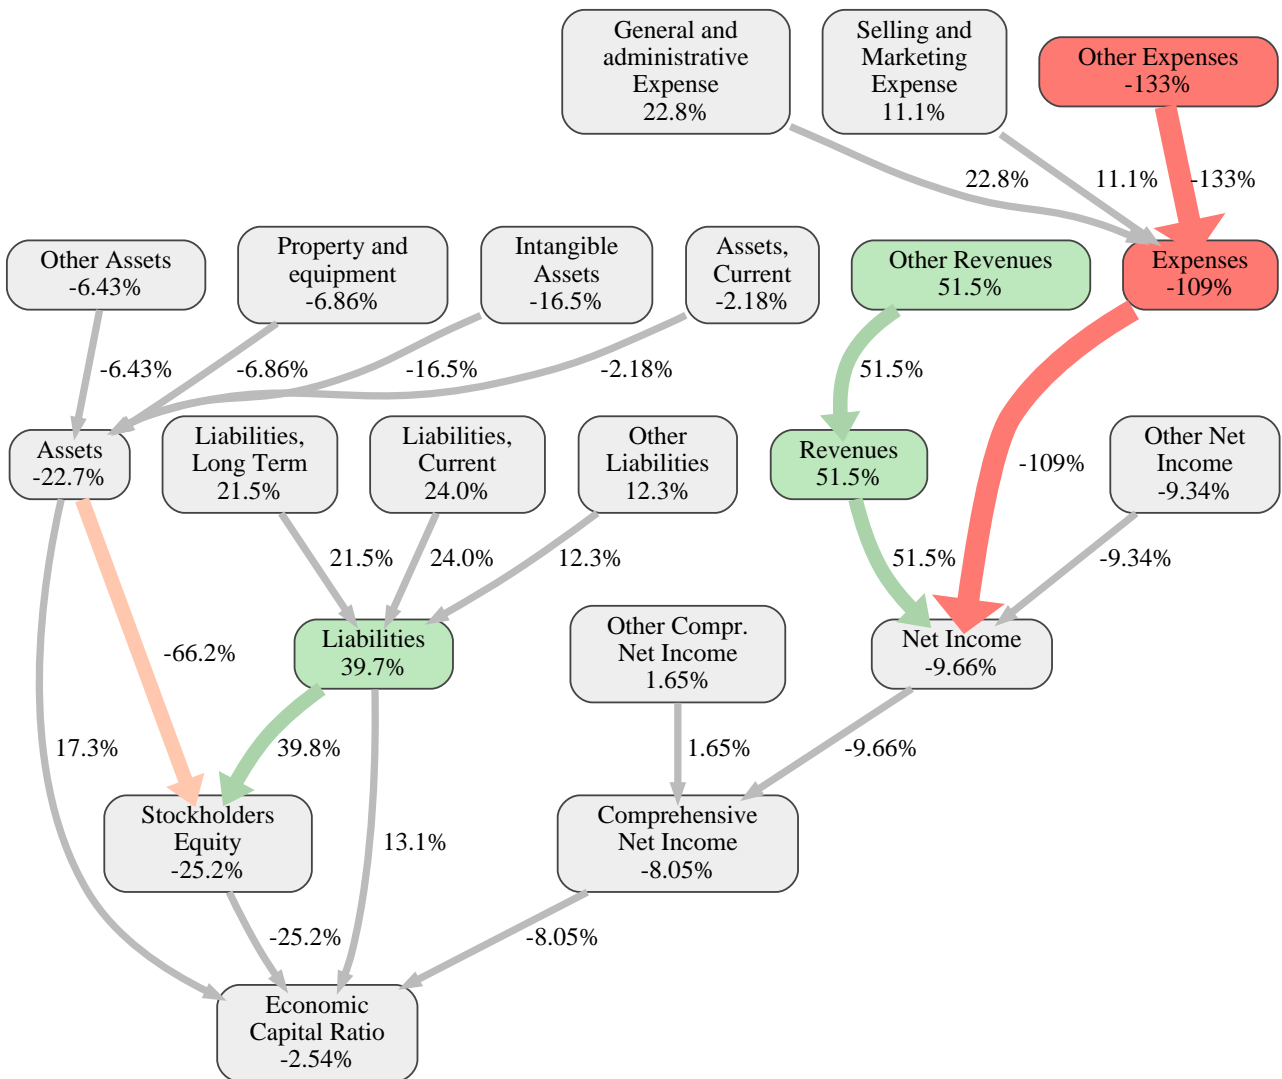 General and
administrative
Expense
22.8%
Selling and
Marketing
Expense
11.1%
Other Expenses
-133%
22.8%
11.1%
-133%
Other Assets
-6.43%
Property and
equipment
-6.86%
Intangible
Assets
-16.5%
Assets,
Current
-2.18%
Other Revenues
51.5%
Expenses
-109%
-6.43%
-6.86%
-16.5%
-2.18%
51.5%
-109%
Assets
-22.7%
Liabilities,
Long Term
21.5%
Liabilities,
Current
24.0%
Other
Liabilities
12.3%
Revenues
51.5%
Other Net
Income
-9.34%
21.5%
24.0%
12.3%
51.5%
-9.34%
-66.2%
Liabilities
39.7%
Other Compr.
Net Income
1.65%
Net Income
-9.66%
17.3%
39.8%
1.65%
-9.66%
Stockholders
Equity
-25.2%
13.1%
Comprehensive
Net Income
-8.05%
-25.2%
-8.05%
Economic
Capital Ratio
-2.54%